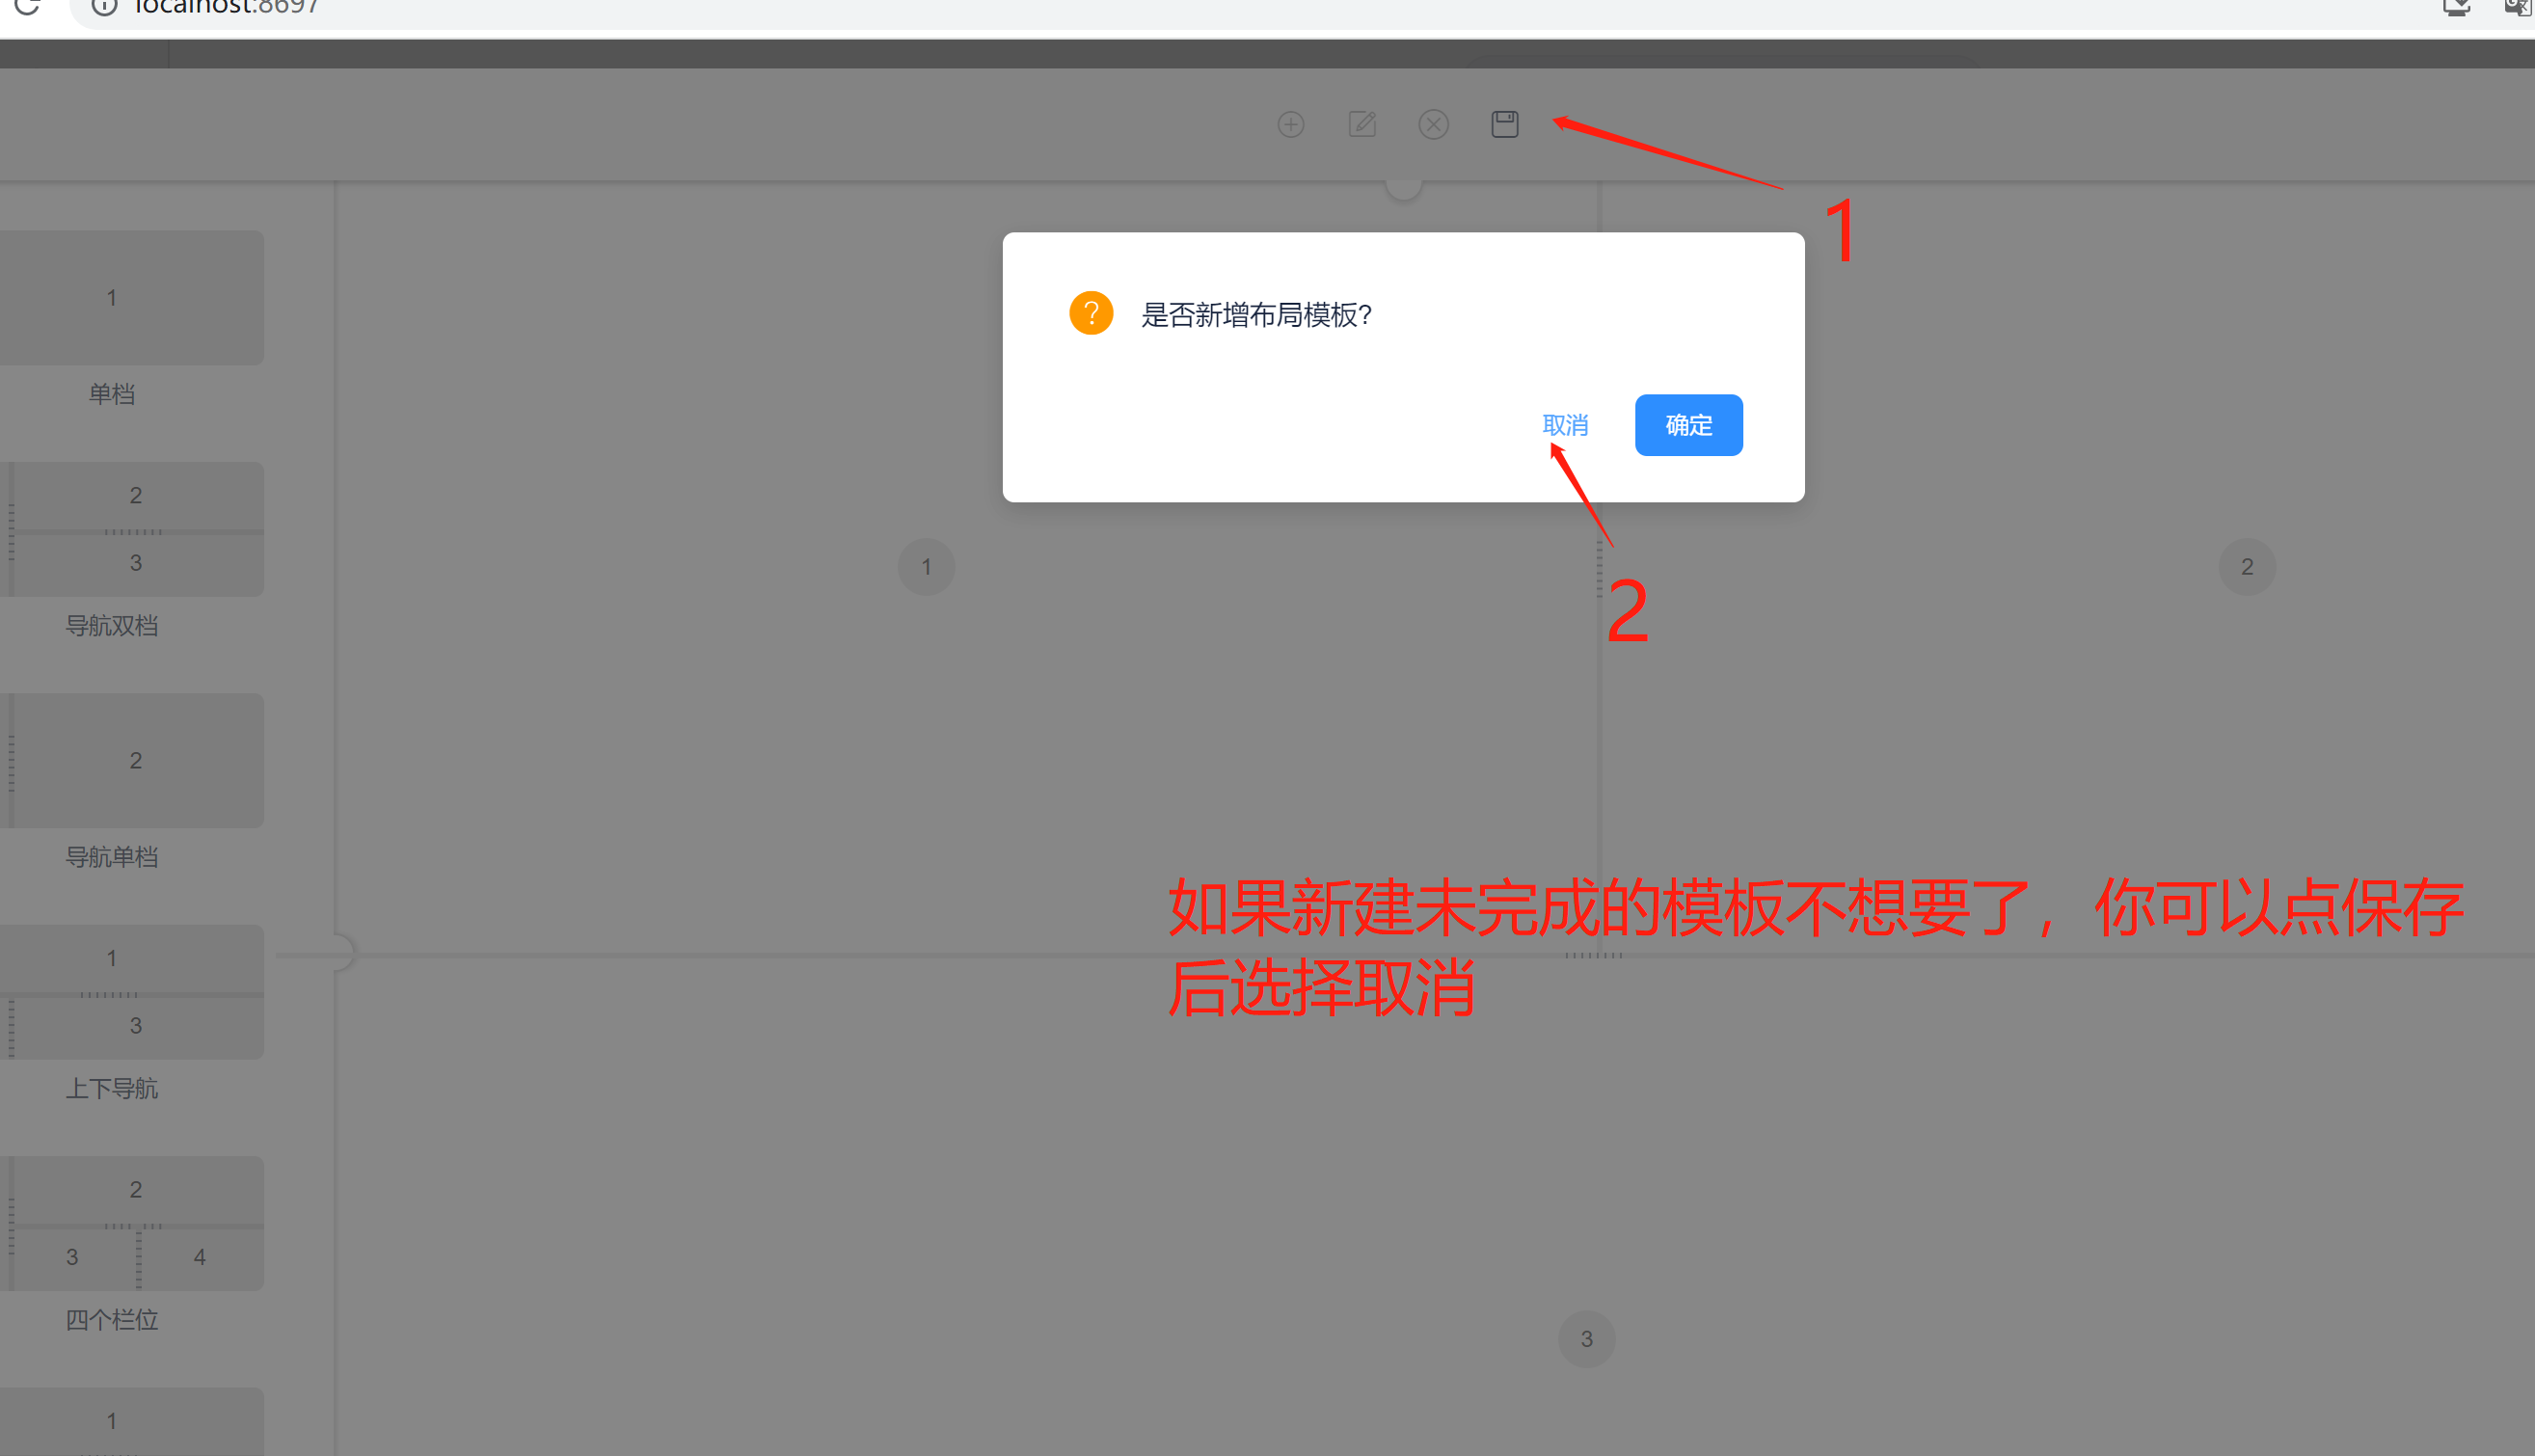 localhost:8697
1
是否新增布局模板?
取消
确定
1
单档
2
3
导航双档
1
2
2
2
导航单档
如果新建未完成的模板不想要了，你可以点保存
后选择取消
1
3
上下导航
2
3
4
四个栏位
3
1